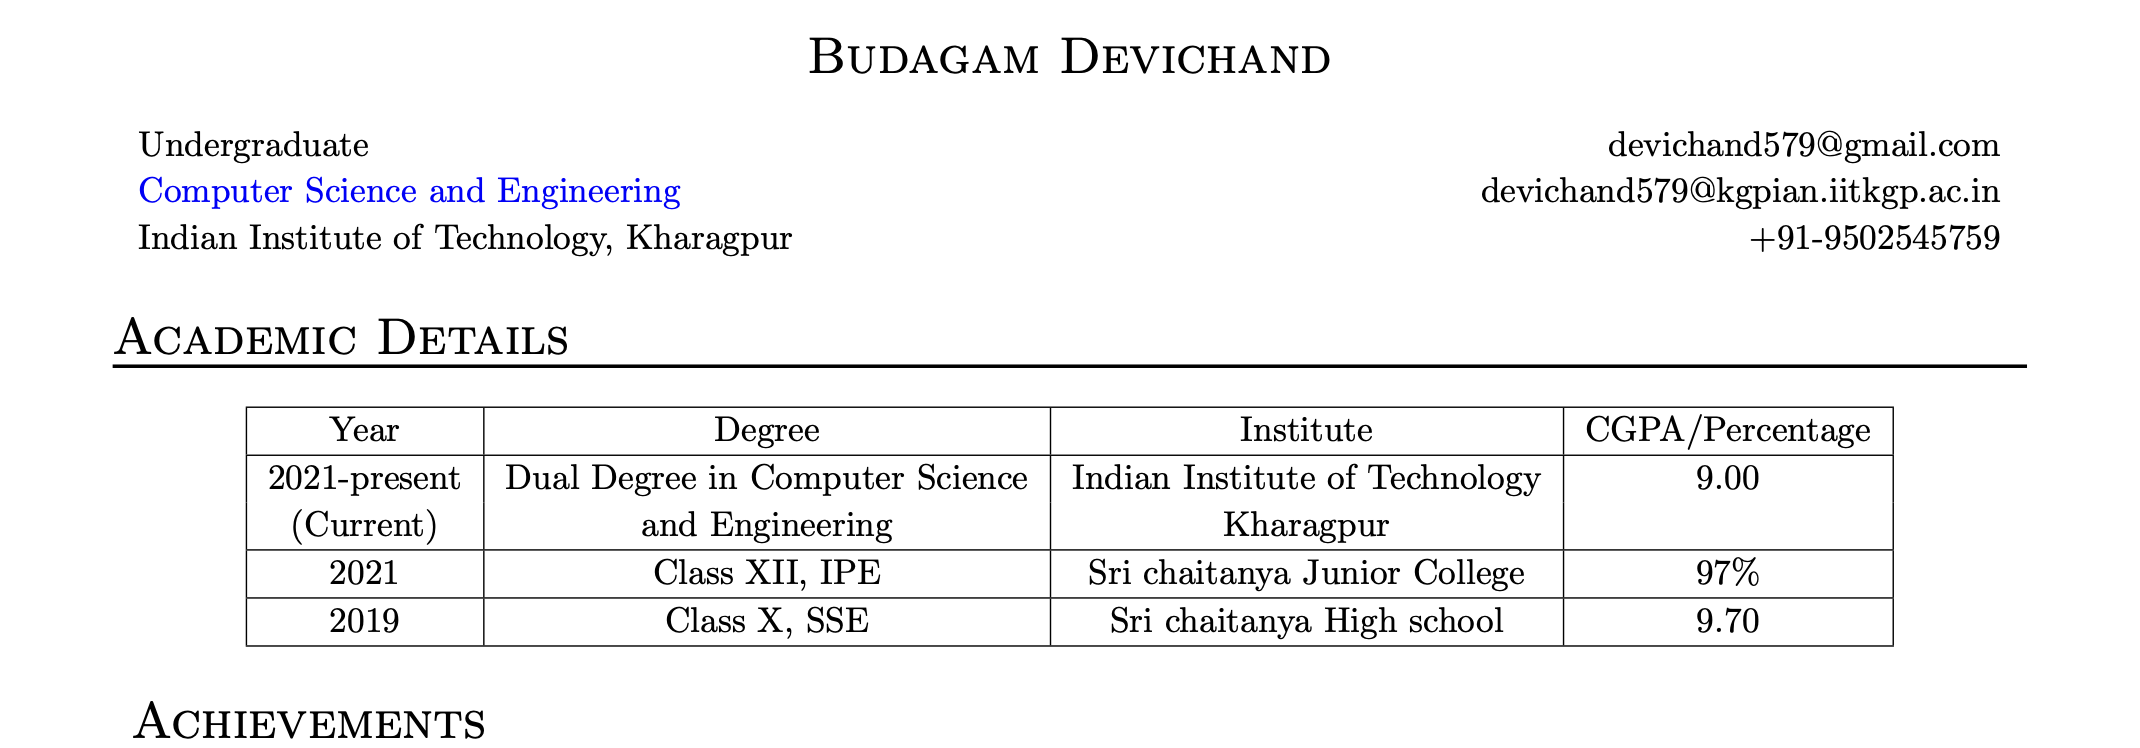 Budagam Devichand
Undergraduate
Computer Science and Engineering
Indian Institute of Technology, Kharagpur
devichand579@gmail.com
devichand579@kgpian.iitkgp.ac.in
+91-9502545759
Academic Details
Year Degree Institute CGPA/Percentage
2021-present Dual Degree in Computer Science Indian Institute of Technology 9.00
(Current) and Engineering Kharagpur
2021 Class XII, IPE Sri chaitanya Junior College 97%
2019 Class X, SSE Sri chaitanya High school 9.70
Achievements